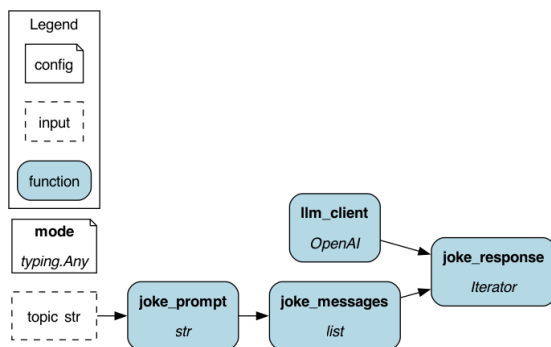 Legend
config
input
function
mode
typing.Any
topic str
joke_prompt
str
joke_messages
list
llm_client
OpenAI
joke_response
Iterator